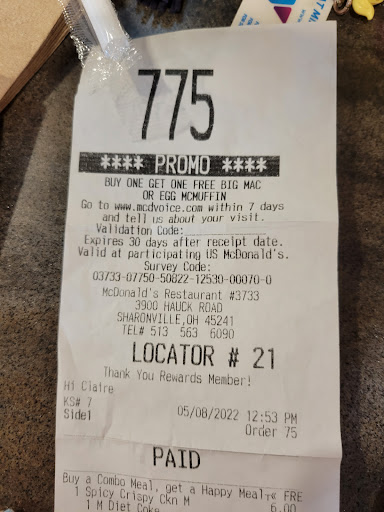 775
**** PROMO ****
BUY ONE GET ONE FREE BIG MAC
OR EGG MCMUFFIN
Go to www.mcdvoice.com within 7 days
and tell us about your visit.
Validation Code:
Expires 30 days after receipt date.
Valid at participating US McDonald's.
Survey Code:
03733-07750-50822-12530-00070-0
McDonald's Restaurant #3733
3900 HAUCK ROAD
SHARONVILLE, OH 45241
TEL# 513 563 6090
LOCATOR # 21
Thank You Rewards Member!
Hi Claire
KS# 7
05/08/2022 12:53 PM
Side1
Order 75
PAID
Buy a Combo Meal, get a Happy Meal FRE
1 Spicy Crispy Ckn M 6.00
1 M Diet Coke